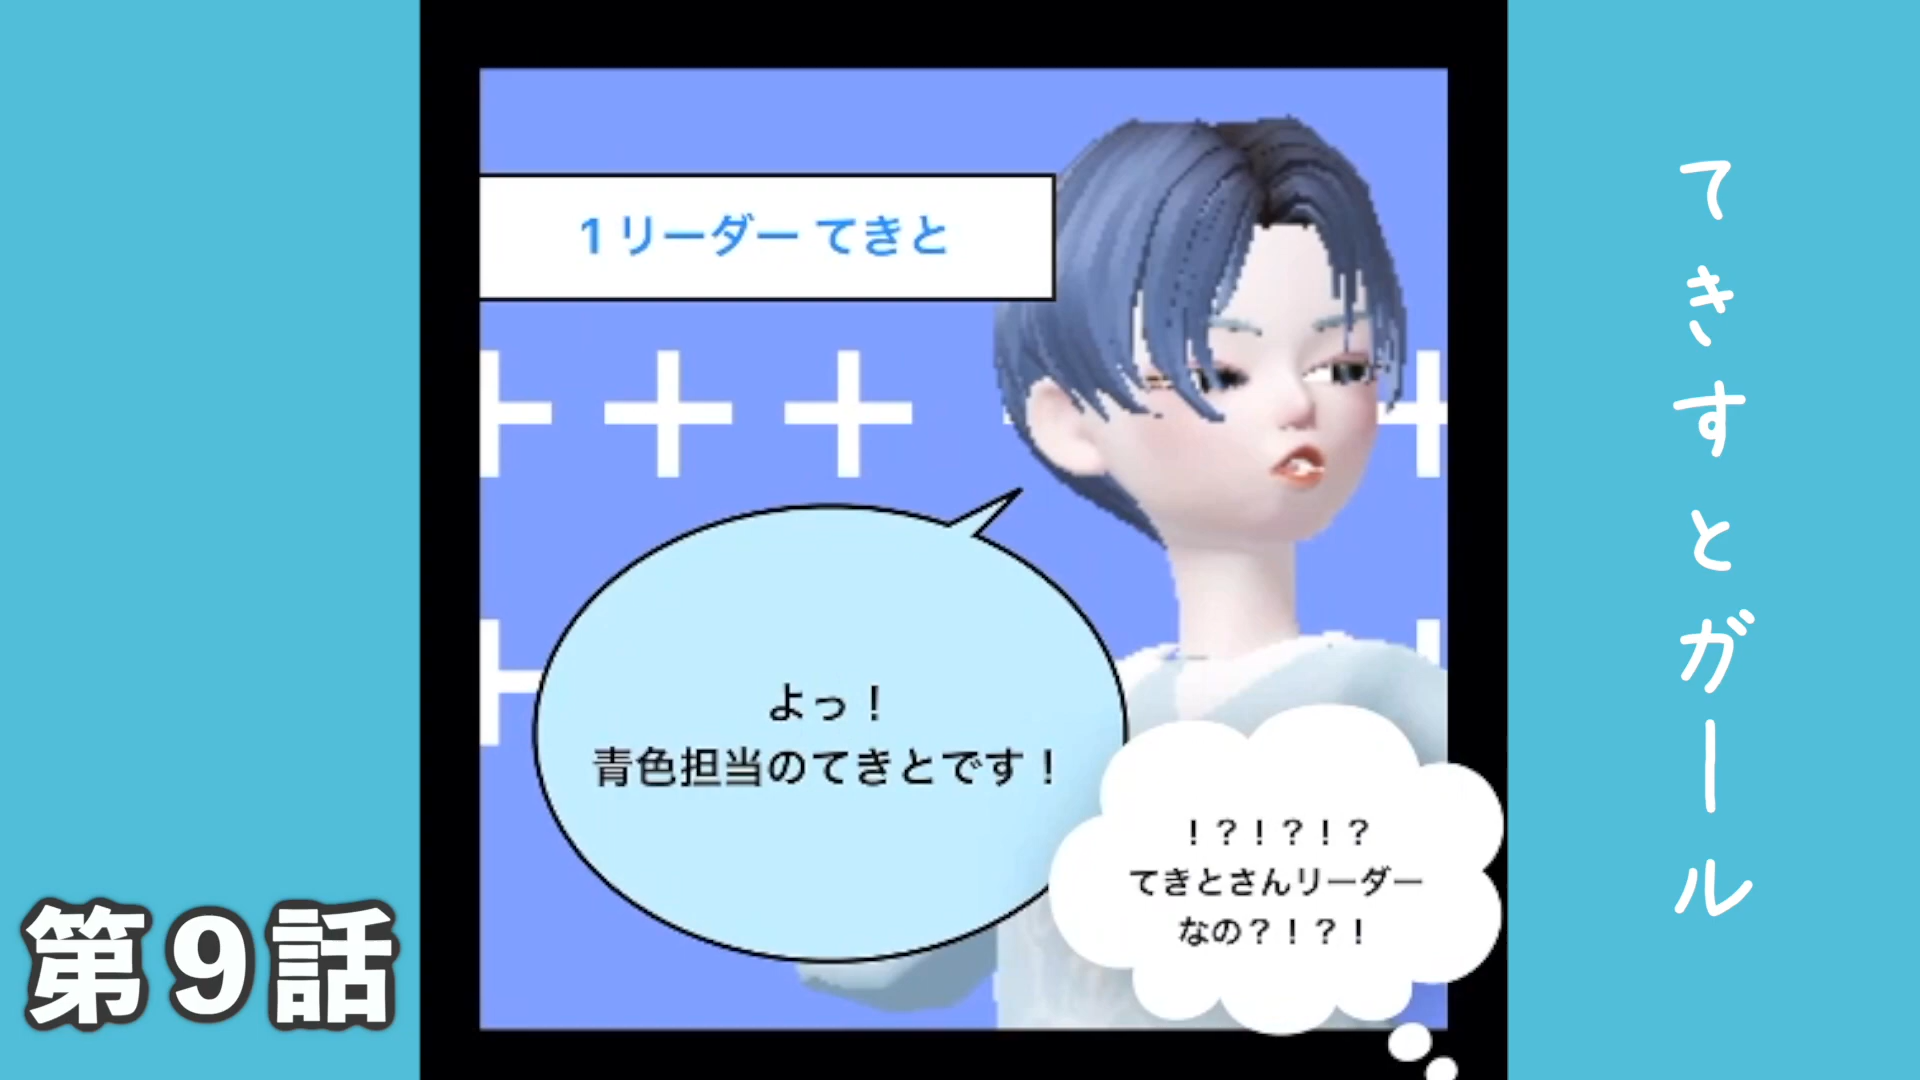 1 リーダー てきと
よっ！
青色担当のてきとです！
！？！？！？
てきとさんリーダー
なの？！？！
てきすとガール
第9話